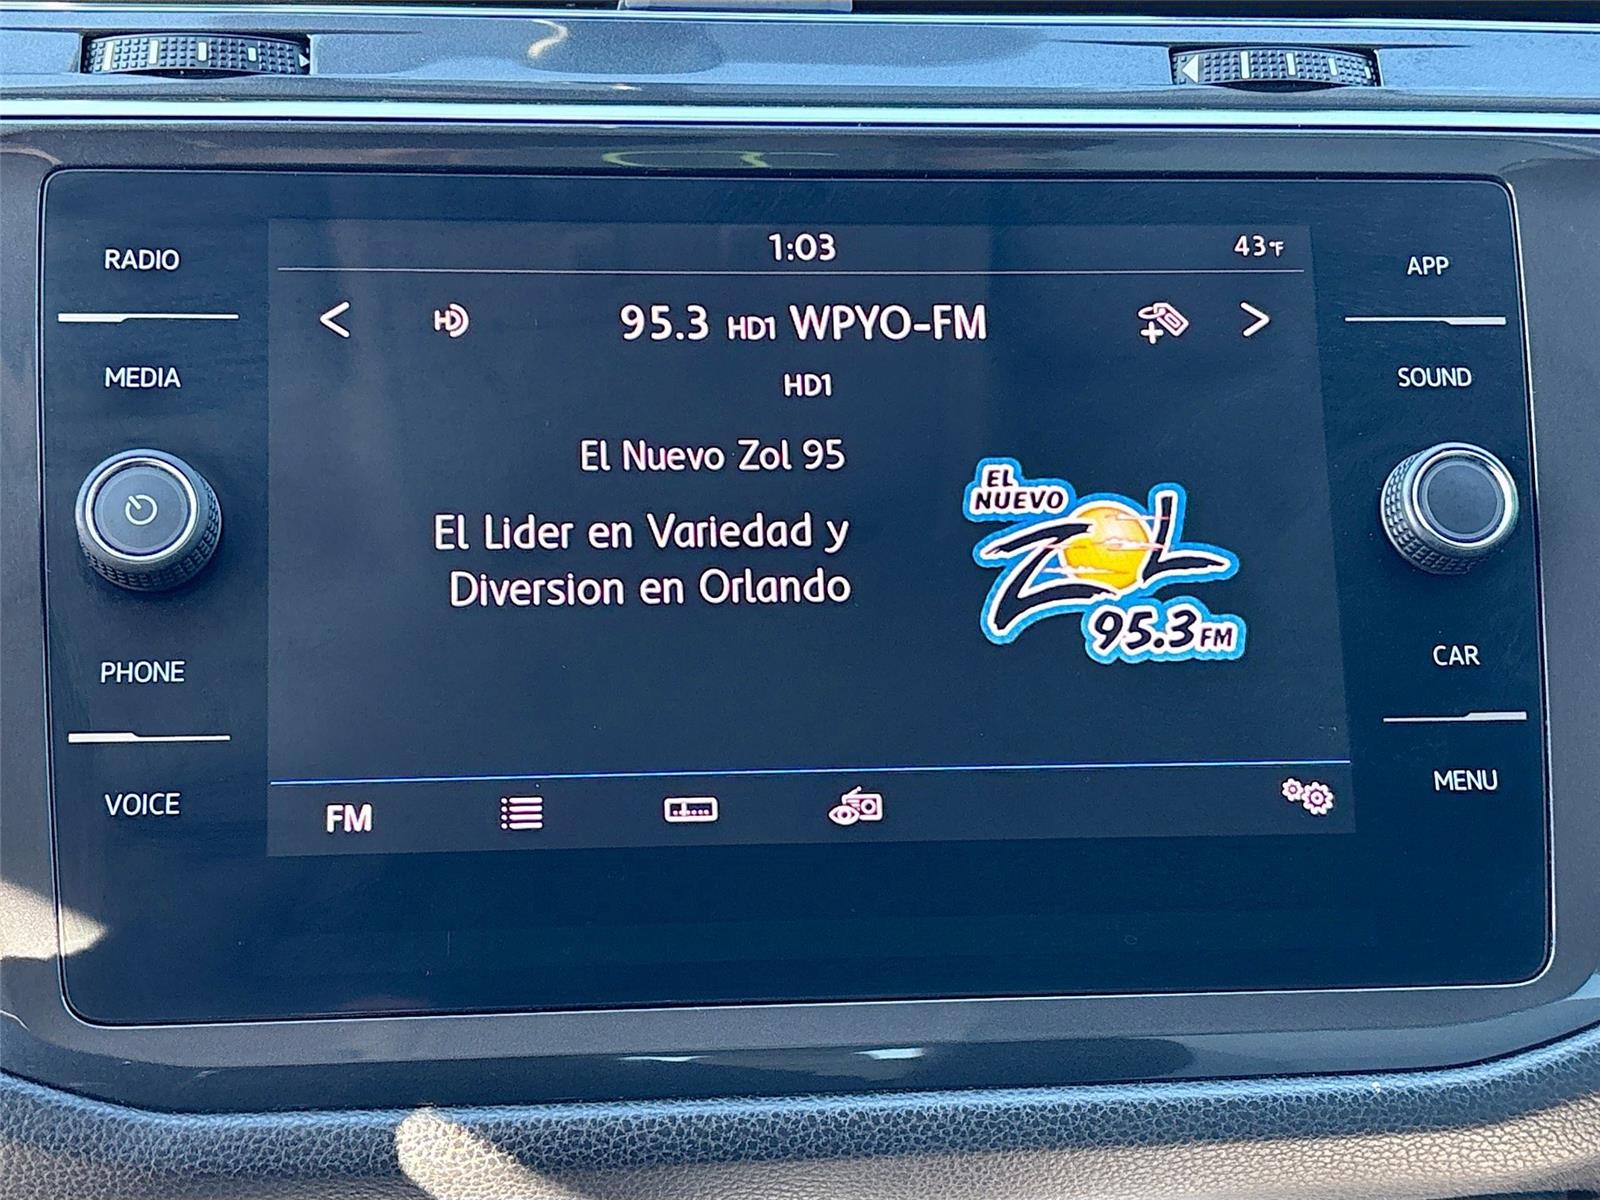 1:03
43°F
95.3 HD1 WPYO-FM
HD1
El Nuevo Zol 95
El Lider en Variedad y
Diversion en Orlando
EL
NUEVO
ZOL
95.3 FM
FM
RADIO
MEDIA
PHONE
VOICE
APP
SOUND
CAR
MENU
HD